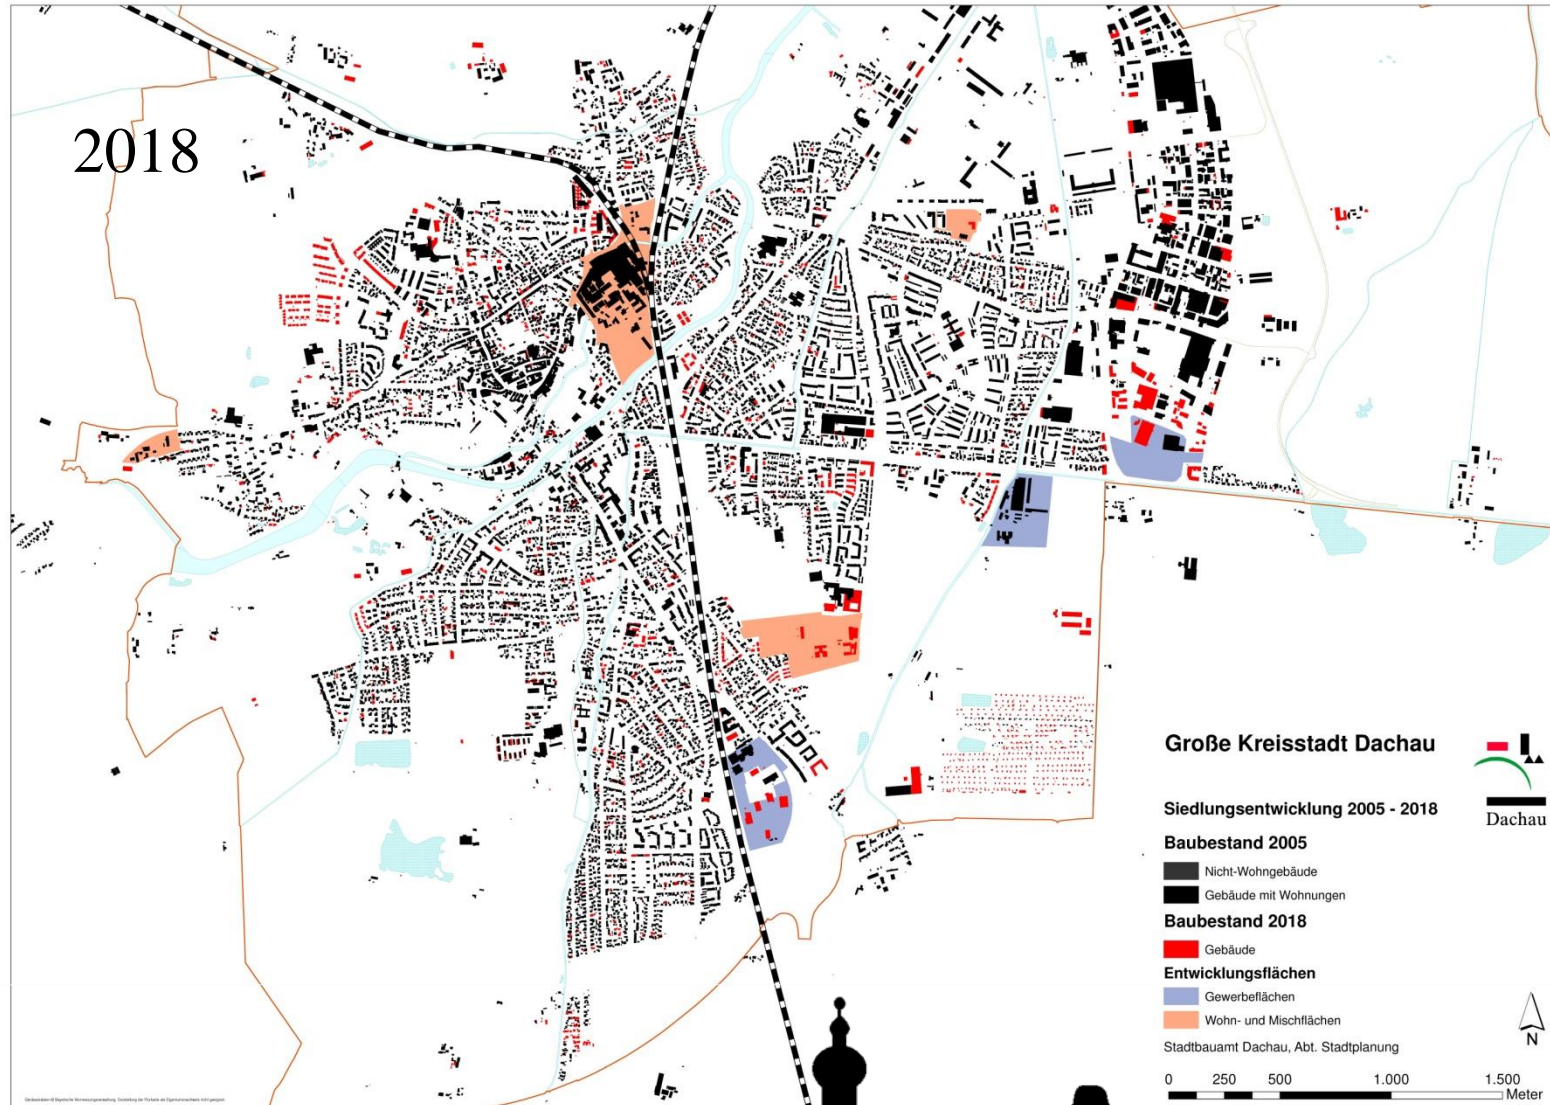 2018
Große Kreisstadt Dachau
Dachau
Siedlungsentwicklung 2005 - 2018
Baubestand 2005
Nicht-Wohngebäude
Gebäude mit Wohnungen
Baubestand 2018
Gebäude
Entwicklungsflächen
Gewerbeflächen
Wohn- und Mischflächen
Stadtbauamt Dachau, Abt. Stadtplanung
N
0 250 500 1.000 1.500
Meter